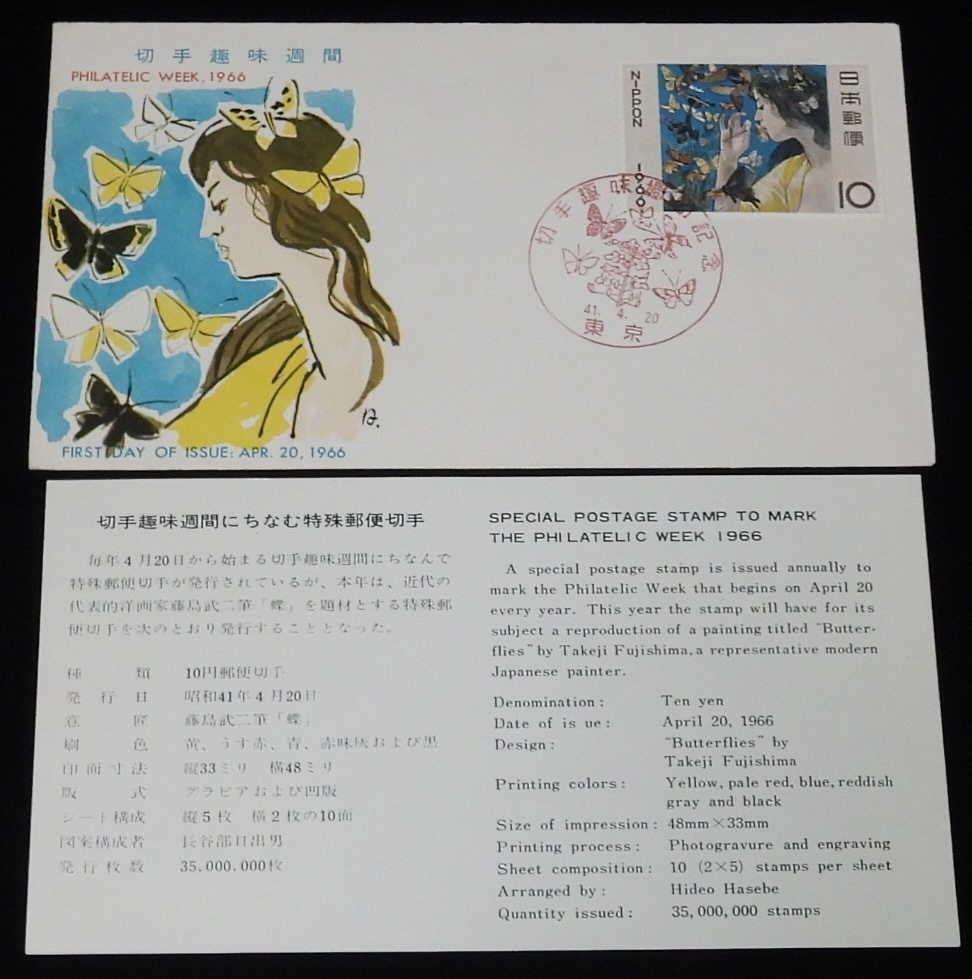 切手趣味週間
PHILATELIC WEEK, 1966
FIRST DAY OF ISSUE: APR. 20, 1966
NIPPON 1966
日本郵便
10
切手趣味週間記念
41. 4. 20
東京
切手趣味週間にちなむ特殊郵便切手
毎年4月20日から始まる切手趣味週間にちなんで
特殊郵便切手が発行されているが、本年は、近代の
代表的洋画家藤島武二筆「蝶」を題材とする特殊郵
便切手を次のとおり発行することとなった。
種類 10円郵便切手
発行日 昭和41年4月20日
意匠 藤島武二筆「蝶」
刷色 黄、うす赤、青、赤味灰および黒
印面寸法 縦33ミリ 横48ミリ
版式 グラビアおよび凹版
シート構成 縦5枚 横2枚の10面
図案構成者 長谷部日出男
発行枚数 35,000,000枚
SPECIAL POSTAGE STAMP TO MARK
THE PHILATELIC WEEK 1966
A special postage stamp is issued annually to
mark the Philatelic Week that begins on April 20
every year. This year the stamp will have for its
subject a reproduction of a painting titled "Butter-
flies" by Takeji Fujishima, a representative modern
Japanese painter.
Denomination: Ten yen
Date of is ue: April 20, 1966
Design: "Butterflies" by
Takeji Fujishima
Printing colors: Yellow, pale red, blue, reddish
gray and black
Size of impression: 48mm×33mm
Printing process: Photogravure and engraving
Sheet composition: 10 (2×5) stamps per sheet
Arranged by: Hideo Hasebe
Quantity issued: 35,000,000 stamps